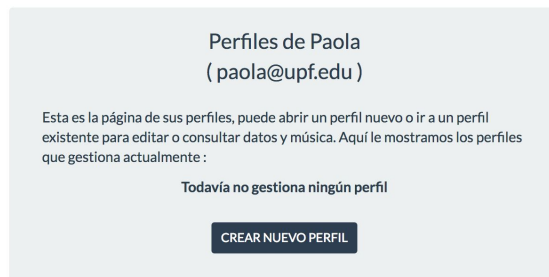 Perfiles de Paola
( paola@upf.edu )
Esta es la página de sus perfiles, puede abrir un perfil nuevo o ir a un perfil
existente para editar o consultar datos y música. Aquí le mostramos los perfiles
que gestiona actualmente :
Todavía no gestiona ningún perfil
CREAR NUEVO PERFIL